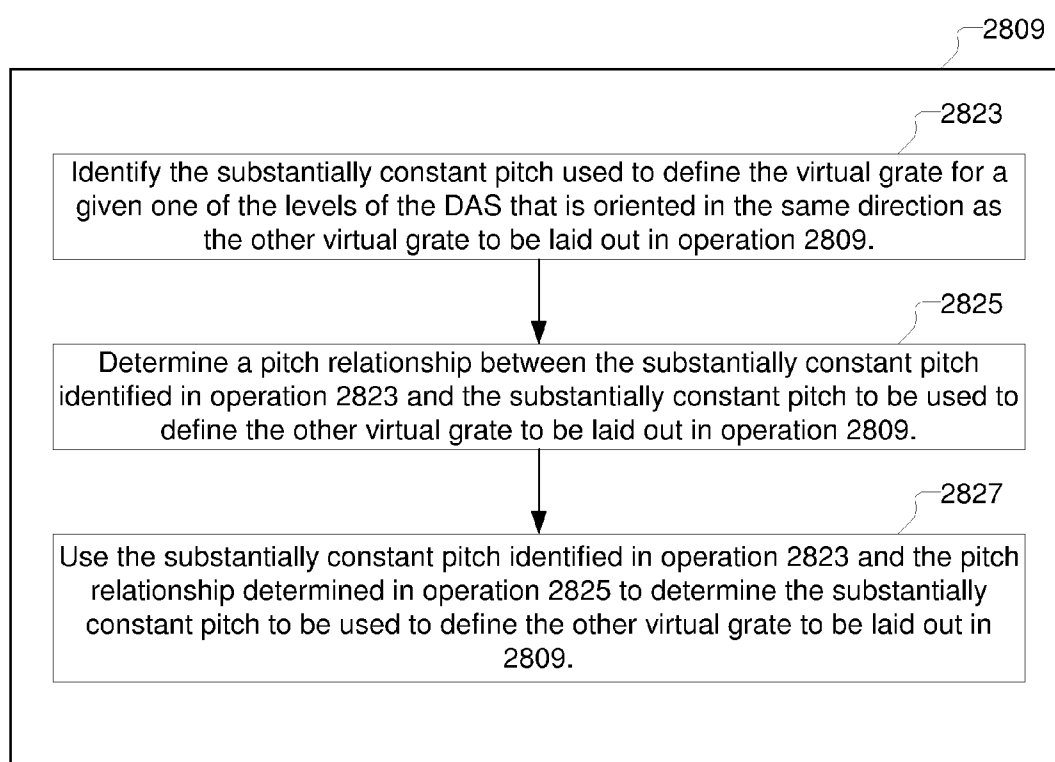 2809
2823
Identify the substantially constant pitch used to define the virtual grate for a
given one of the levels of the DAS that is oriented in the same direction as
the other virtual grate to be laid out in operation 2809.
2825
Determine a pitch relationship between the substantially constant pitch
identified in operation 2823 and the substantially constant pitch to be used to
define the other virtual grate to be laid out in operation 2809.
2827
Use the substantially constant pitch identified in operation 2823 and the pitch
relationship determined in operation 2825 to determine the substantially
constant pitch to be used to define the other virtual grate to be laid out in
2809.